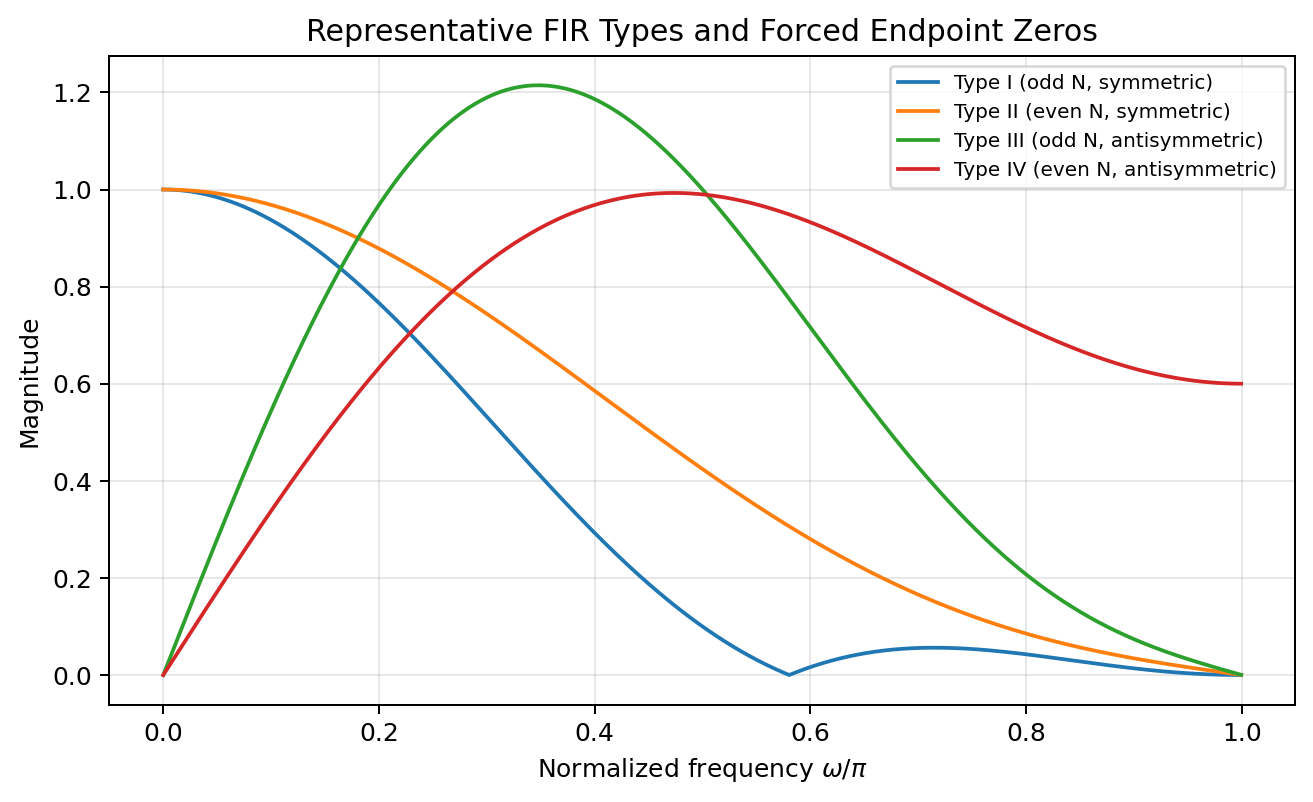 Representative FIR Types and Forced Endpoint Zeros
Type I (odd N, symmetric)
Type II (even N, symmetric)
Type III (odd N, antisymmetric)
Type IV (even N, antisymmetric)
Magnitude
1.2
1.0
0.8
0.6
0.4
0.2
0.0
0.0 0.2 0.4 0.6 0.8 1.0
Normalized frequency ω/π